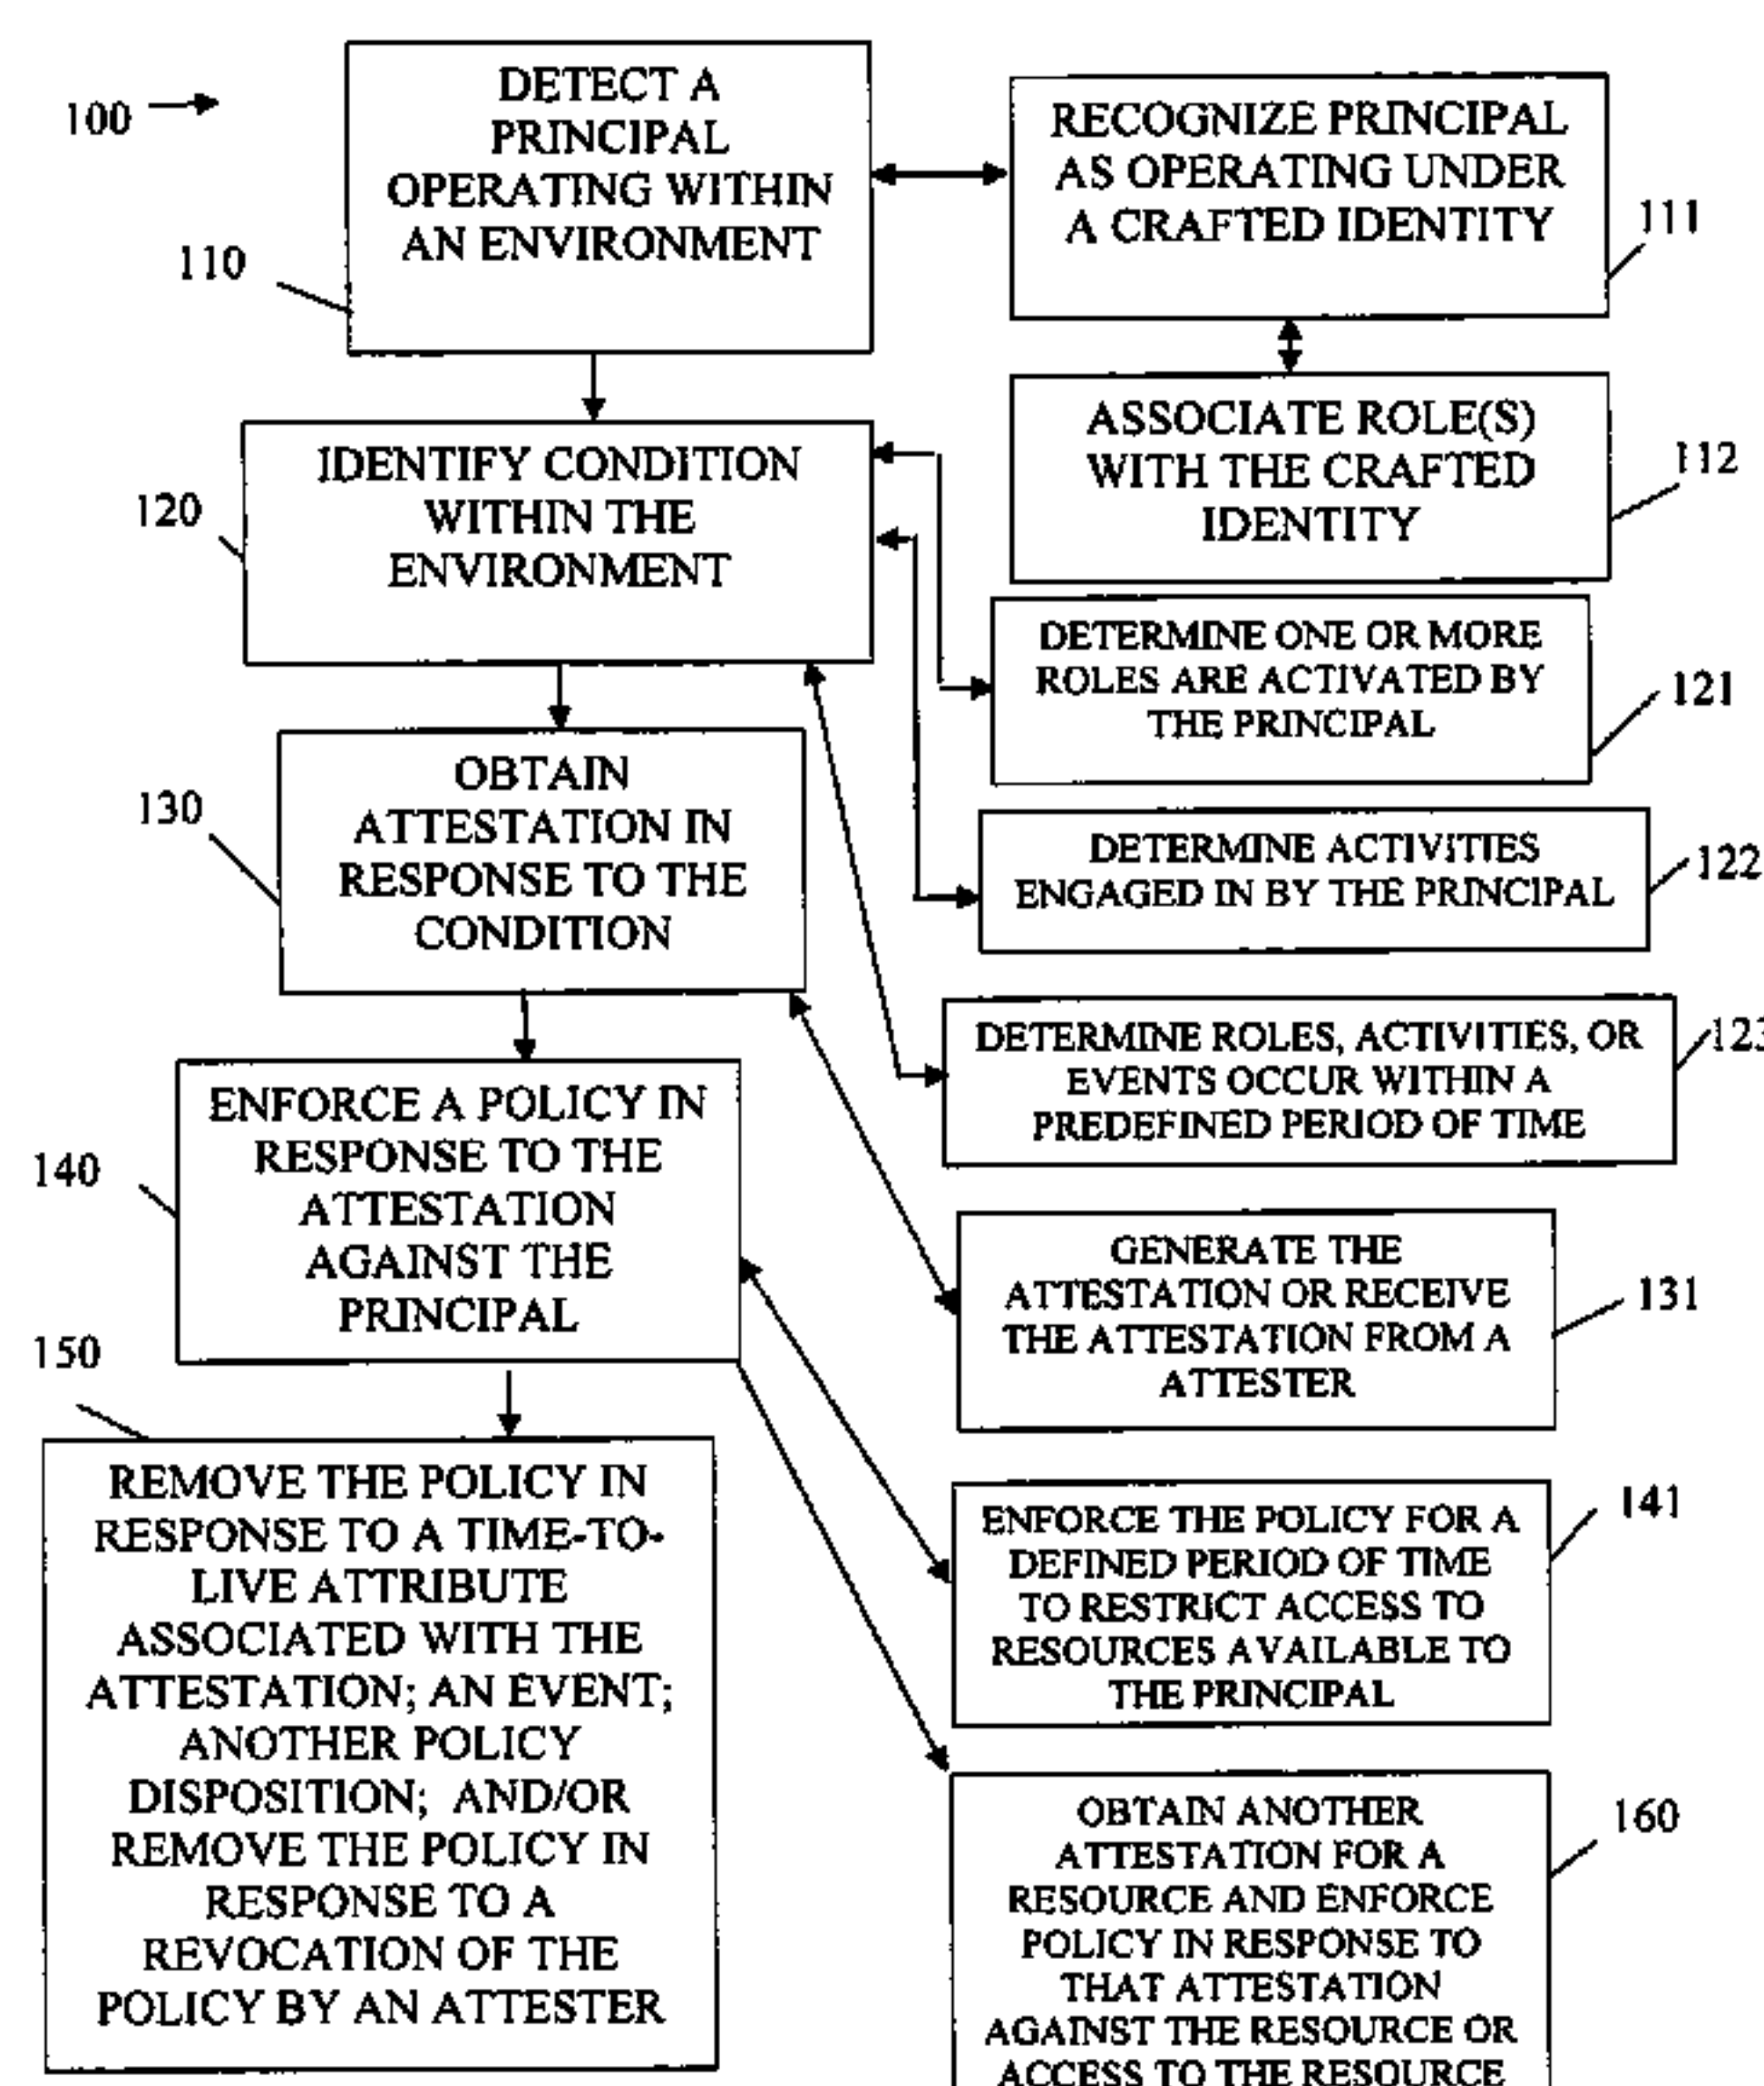 100
DETECT A
PRINCIPAL
OPERATING WITHIN
AN ENVIRONMENT
110
RECOGNIZE PRINCIPAL
AS OPERATING UNDER
A CRAFTED IDENTITY
111
ASSOCIATE ROLE(S)
WITH THE CRAFTED
IDENTITY
112
IDENTIFY CONDITION
WITHIN THE
ENVIRONMENT
120
DETERMINE ONE OR MORE
ROLES ARE ACTIVATED BY
THE PRINCIPAL
121
DETERMINE ACTIVITIES
ENGAGED IN BY THE PRINCIPAL
122
DETERMINE ROLES, ACTIVITIES, OR
EVENTS OCCUR WITHIN A
PREDEFINED PERIOD OF TIME
123
OBTAIN
ATTESTATION IN
RESPONSE TO THE
CONDITION
130
GENERATE THE
ATTESTATION OR RECEIVE
THE ATTESTATION FROM A
ATTESTER
131
ENFORCE A POLICY IN
RESPONSE TO THE
ATTESTATION
AGAINST THE
PRINCIPAL
140
ENFORCE THE POLICY FOR A
DEFINED PERIOD OF TIME
TO RESTRICT ACCESS TO
RESOURCES AVAILABLE TO
THE PRINCIPAL
141
150
REMOVE THE POLICY IN
RESPONSE TO A TIME-TO-
LIVE ATTRIBUTE
ASSOCIATED WITH THE
ATTESTATION; AN EVENT;
ANOTHER POLICY
DISPOSITION; AND/OR
REMOVE THE POLICY IN
RESPONSE TO A
REVOCATION OF THE
POLICY BY AN ATTESTER
OBTAIN ANOTHER
ATTESTATION FOR A
RESOURCE AND ENFORCE
POLICY IN RESPONSE TO
THAT ATTESTATION
AGAINST THE RESOURCE OR
ACCESS TO THE RESOURCE
160